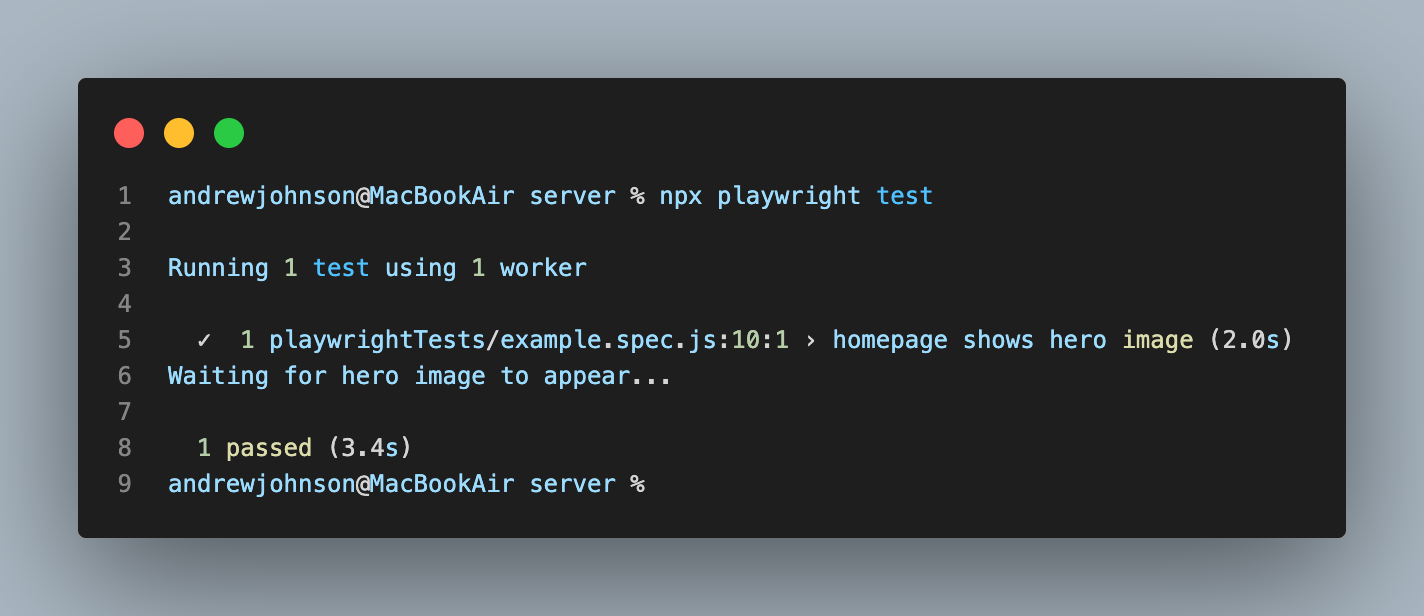 1 andrewjohnson@MacBookAir server % npx playwright test
2
3 Running 1 test using 1 worker
4
5   ✓  1 playwrightTests/example.spec.js:10:1 › homepage shows hero image (2.0s)
6 Waiting for hero image to appear...
7
8   1 passed (3.4s)
9 andrewjohnson@MacBookAir server %